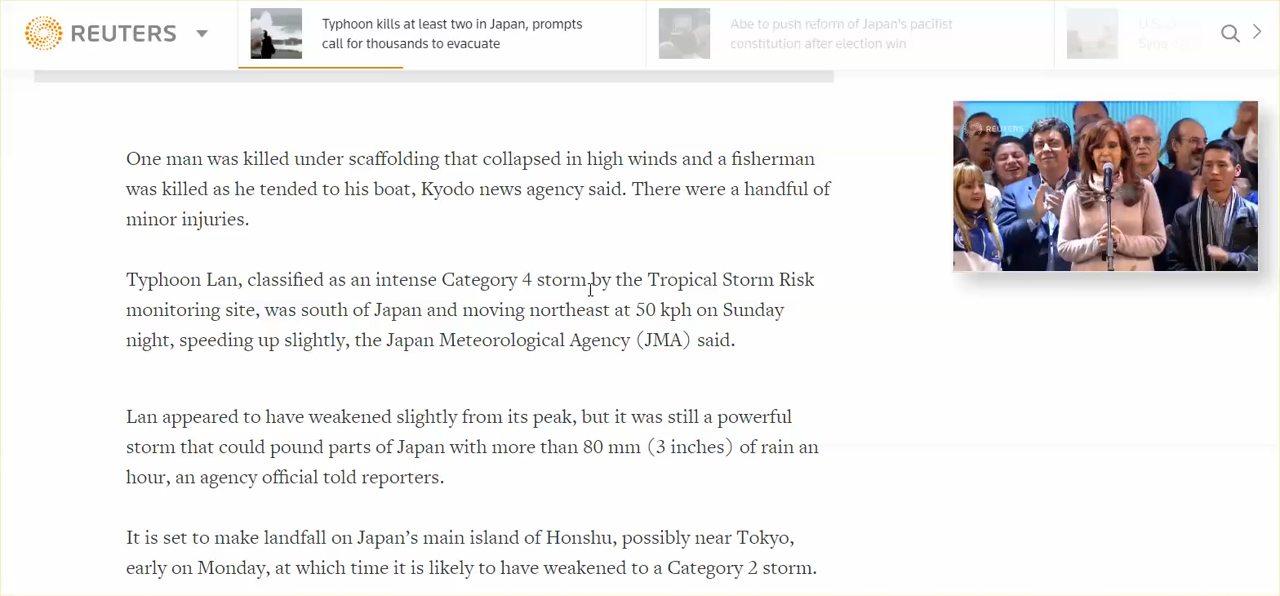 REUTERS
Typhoon kills at least two in Japan, prompts
call for thousands to evacuate
Abe to push reform of Japan's pacifist
constitution after election win
REUTERS
One man was killed under scaffolding that collapsed in high winds and a fisherman
was killed as he tended to his boat, Kyodo news agency said. There were a handful of
minor injuries.
Typhoon Lan, classified as an intense Category 4 storm by the Tropical Storm Risk
monitoring site, was south of Japan and moving northeast at 50 kph on Sunday
night, speeding up slightly, the Japan Meteorological Agency (JMA) said.
Lan appeared to have weakened slightly from its peak, but it was still a powerful
storm that could pound parts of Japan with more than 80 mm (3 inches) of rain an
hour, an agency official told reporters.
It is set to make landfall on Japan's main island of Honshu, possibly near Tokyo,
early on Monday, at which time it is likely to have weakened to a Category 2 storm.